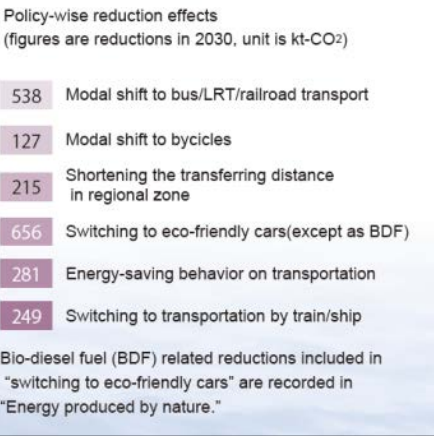 Policy-wise reduction effects
(figures are reductions in 2030, unit is kt-CO2)
538 Modal shift to bus/LRT/railroad transport
127 Modal shift to bycicles
215 Shortening the transferring distance
in regional zone
656 Switching to eco-friendly cars(except as BDF)
281 Energy-saving behavior on transportation
249 Switching to transportation by train/ship
Bio-diesel fuel (BDF) related reductions included in
“switching to eco-friendly cars” are recorded in
“Energy produced by nature.”